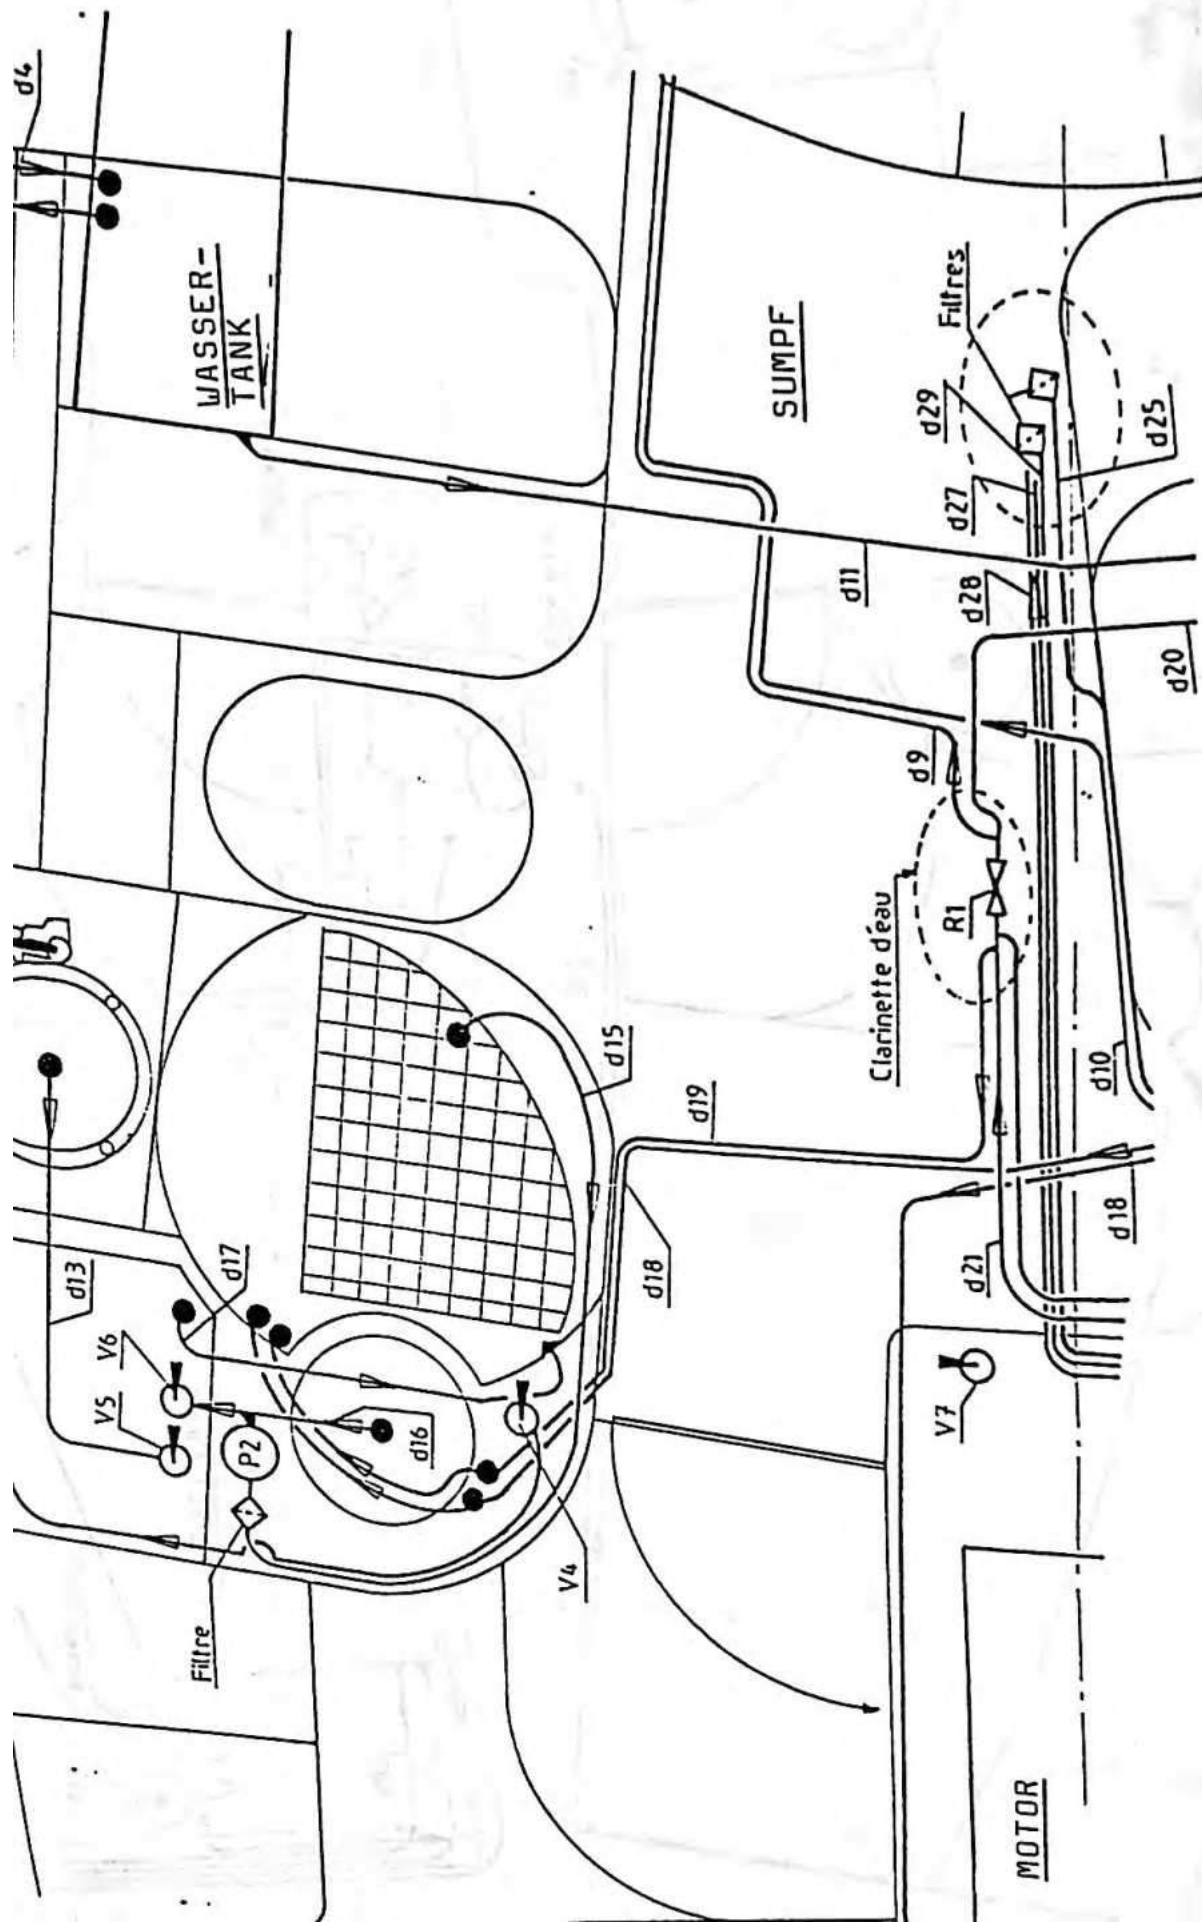 d4
WASSER-
TANK
SUMPF
Filtres
d29
d27
d28
d25
d11
d20
d9
Clarinette d'eau
R1
d15
d19
d10
d18
d18
d21
d13
d17
V6
V5
P2
d16
V4
V7
Filtre
MOTOR